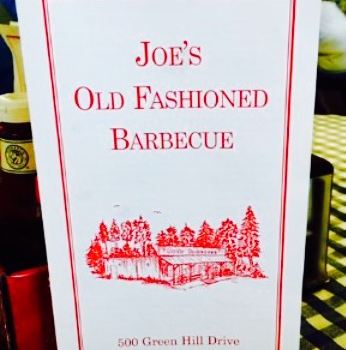 JOE'S
OLD FASHIONED
BARBECUE
500 Green Hill Drive